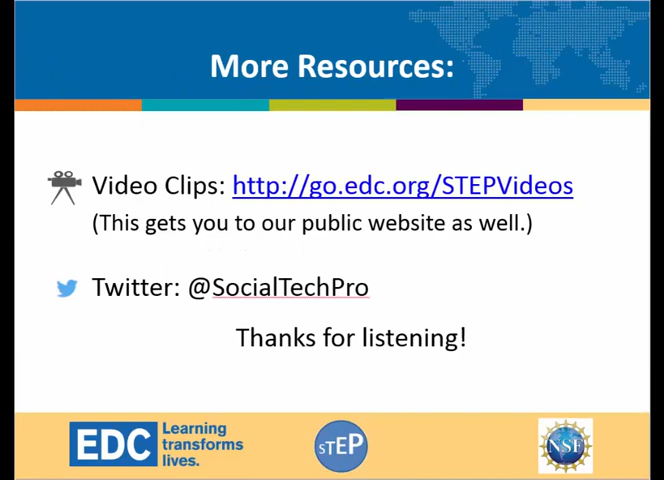 More Resources:
Video Clips: http://go.edc.org/STEPVideos
(This gets you to our public website as well.)
Twitter: @SocialTechPro
Thanks for listening!
EDC
Learning
transforms
lives.
STEP
NSF